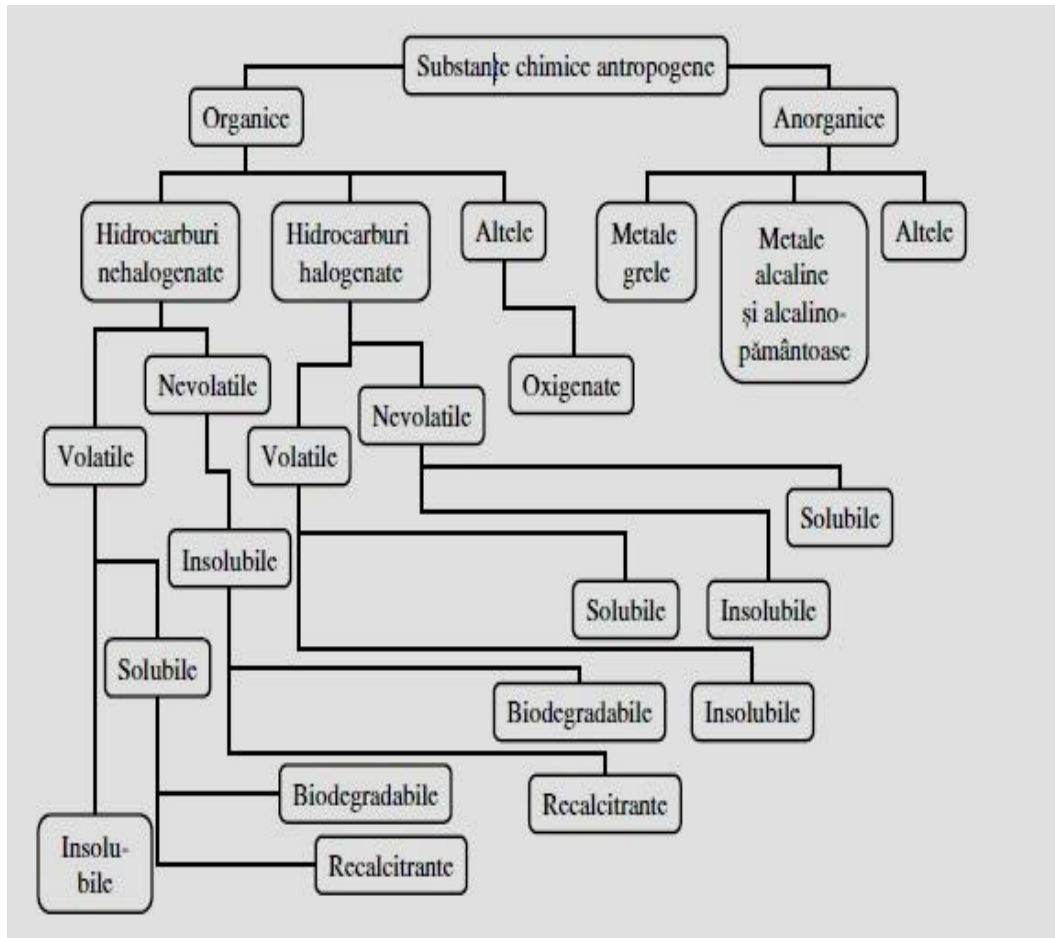 Substanțe chimice antropogene
Organice
Anorganice
Hidrocarburi
nehalogenate
Hidrocarburi
halogenate
Altele
Metale
grele
Metale
alcaline
și alcalino-
pământoase
Altele
Nevolatile
Oxigenate
Nevolatile
Volatile
Volatile
Solubile
Insolubile
Solubile
Insolubile
Solubile
Biodegradabile
Insolubile
Biodegradabile
Recalcitrante
Insolu-
bile
Recalcitrante